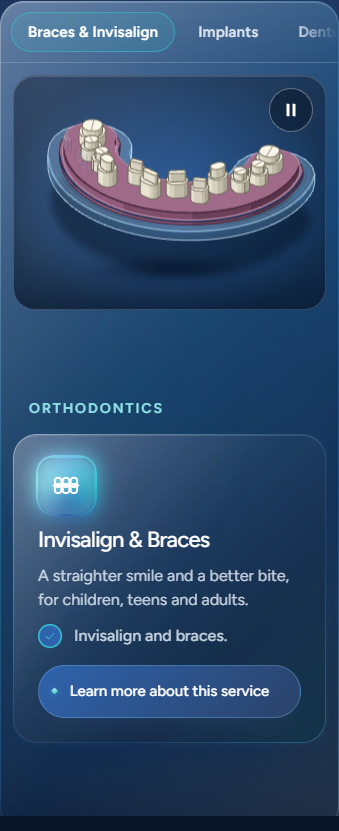 Braces & Invisalign
Implants
ORTHODONTICS
Invisalign & Braces
A straighter smile and a better bite,
for children, teens and adults.
Invisalign and braces.
Learn more about this service